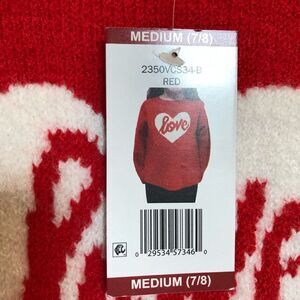 MEDIUM (7/8)
2350VCS34-B
RED
love
0 29534 57346 0
MEDIUM (7/8)